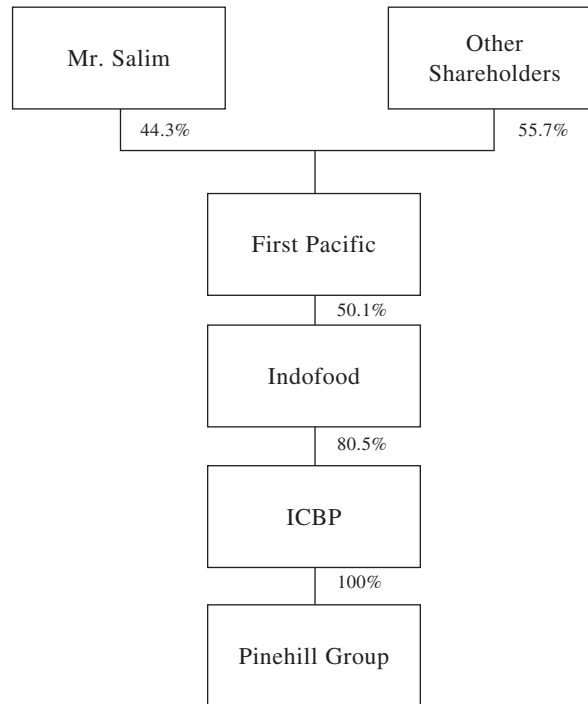 Mr. Salim
Other
Shareholders
44.3%
55.7%
First Pacific
50.1%
Indofood
80.5%
ICBP
100%
Pinehill Group